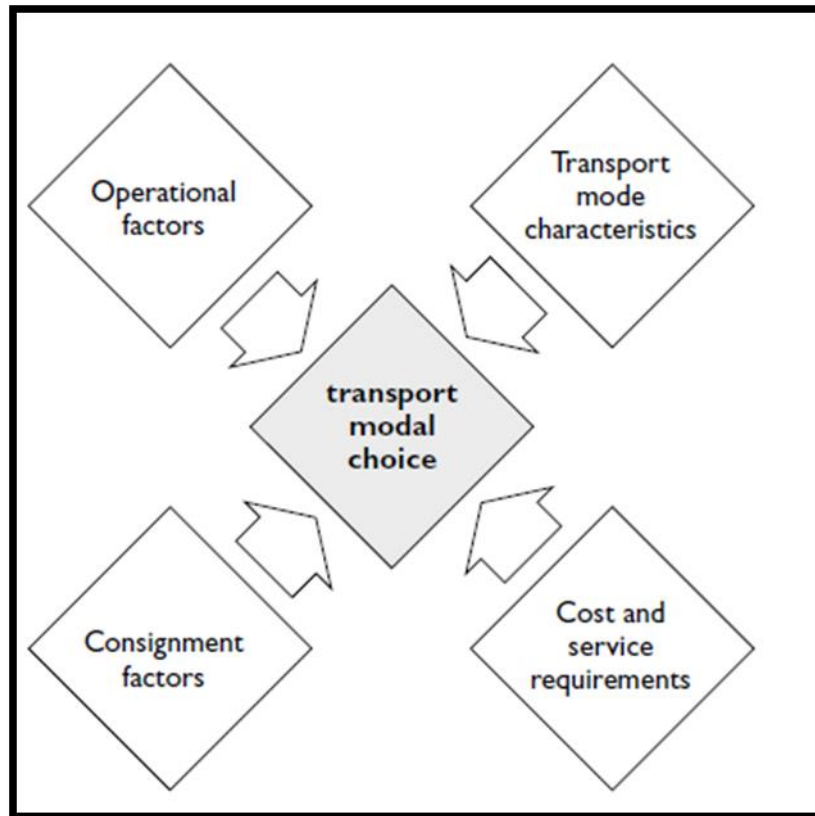 Operational
factors
Transport
mode
characteristics
transport
modal
choice
Consignment
factors
Cost and
service
requirements